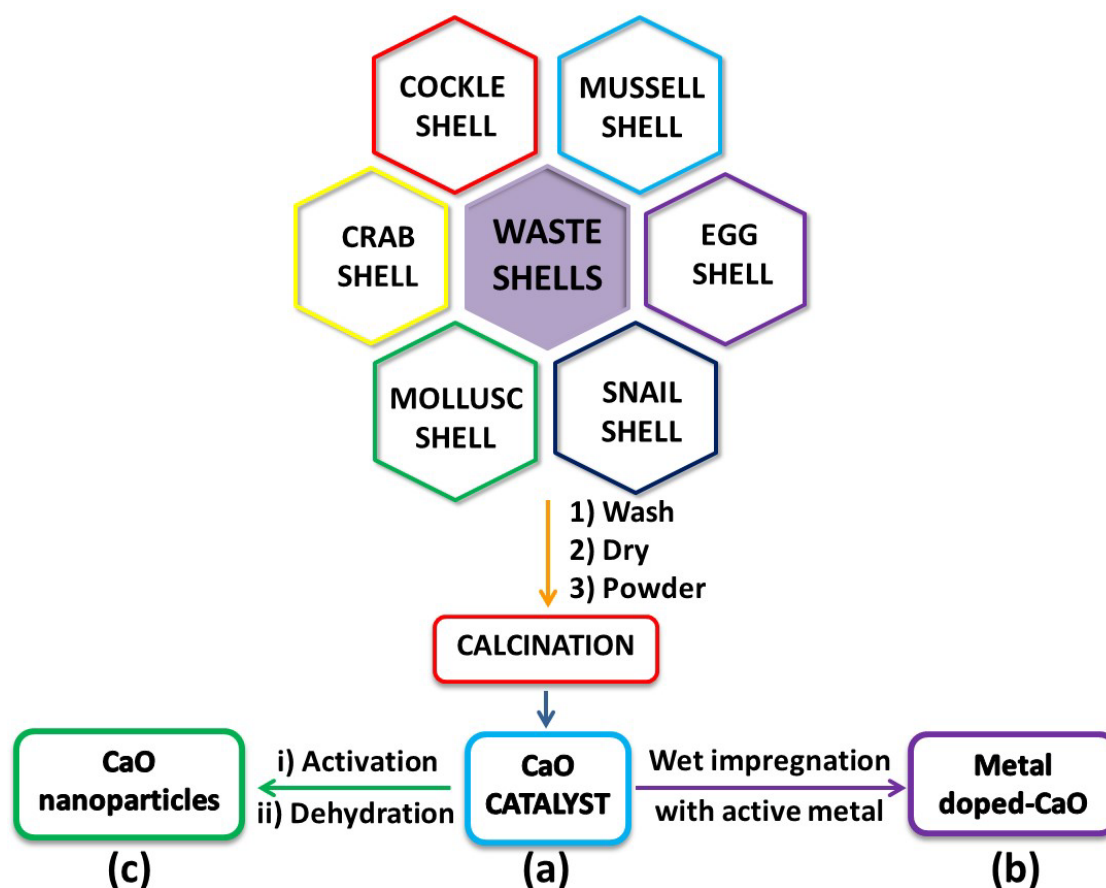 COCKLE
SHELL
MUSSELL
SHELL
CRAB
SHELL
WASTE
SHELLS
EGG
SHELL
MOLLUSC
SHELL
SNAIL
SHELL
1) Wash
2) Dry
3) Powder
CALCINATION
CaO
nanoparticles
i) Activation
ii) Dehydration
CaO
CATALYST
Wet impregnation
with active metal
Metal
doped-CaO
(c)
(a)
(b)